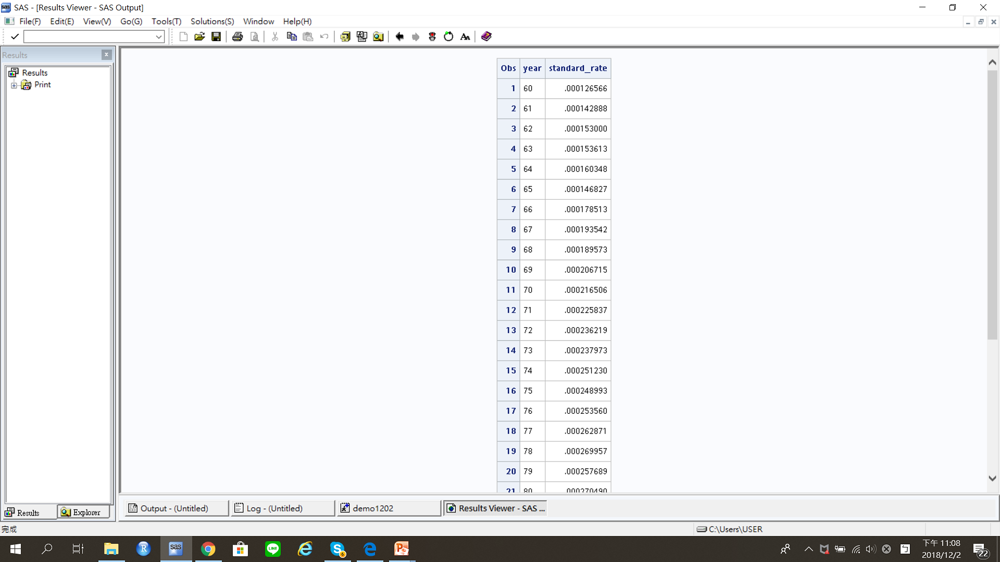 SAS - [Results Viewer - SAS Output]
File(F) Edit(E) View(V) Go(G) Tools(T) Solutions(S) Window Help(H)
Results
Results
Print
Obs year standard_rate
1 60 .000126566
2 61 .000142888
3 62 .000153000
4 63 .000153613
5 64 .000160348
6 65 .000146827
7 66 .000178513
8 67 .000193542
9 68 .000189573
10 69 .000206715
11 70 .000216506
12 71 .000225837
13 72 .000236219
14 73 .000237973
15 74 .000251230
16 75 .000248993
17 76 .000253560
18 77 .000262871
19 78 .000269957
20 79 .000257689
21 80 .000270490
Results Explorer
Output - (Untitled) Log - (Untitled) demo1202 Results Viewer - SAS ...
完成
C:\Users\USER
下午 11:08
2018/12/2
22